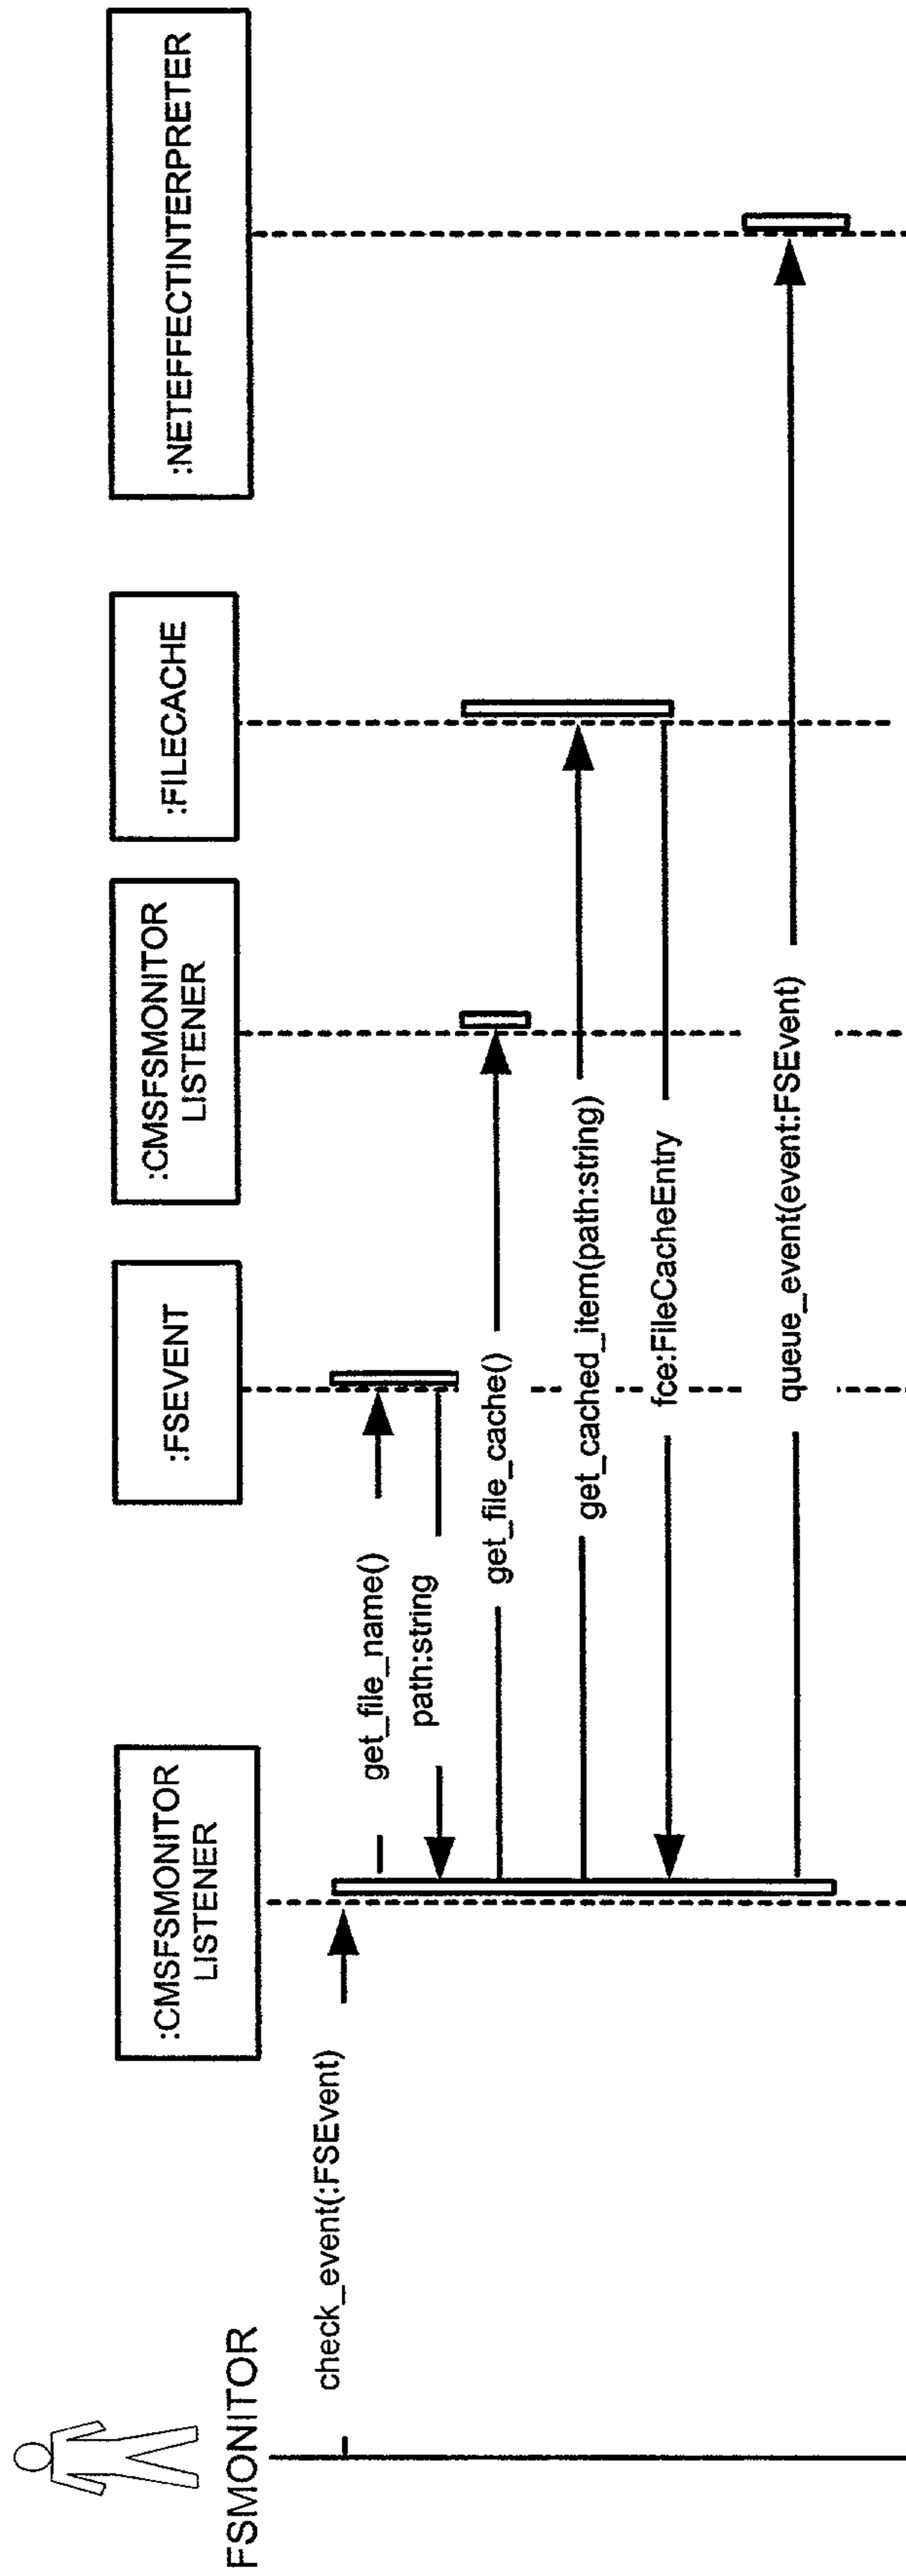 FSMONITOR
:CMSFSMONITOR
LISTENER
:FSEVENT
:CMSFSMONITOR
LISTENER
:FILECACHE
:NETEFFECTINTERPRETER
check_event(:FSEvent)
get_file_name()
path:string
get_file_cache()
get_cached_item(path:string)
fce:FileCacheEntry
queue_event(event:FSEvent)